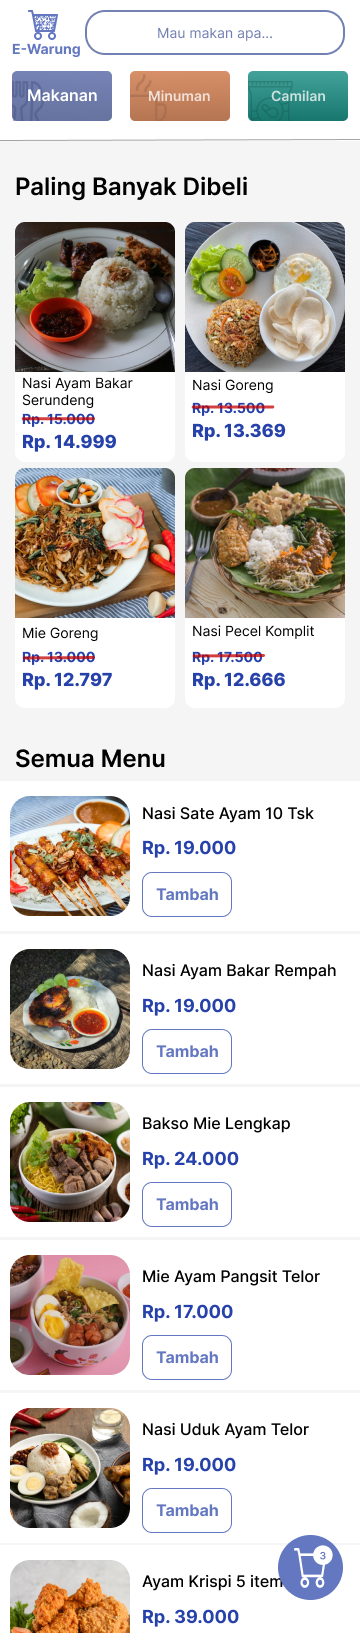 E-Warung
Mau makan apa...
Makanan
Minuman
Camilan
Paling Banyak Dibeli
Nasi Ayam Bakar
Serundeng
Rp. 15.000
Rp. 14.999
Nasi Goreng
Rp. 13.500
Rp. 13.369
Mie Goreng
Rp. 13.000
Rp. 12.797
Nasi Pecel Komplit
Rp. 17.500
Rp. 12.666
Semua Menu
Nasi Sate Ayam 10 Tsk
Rp. 19.000
Tambah
Nasi Ayam Bakar Rempah
Rp. 19.000
Tambah
Bakso Mie Lengkap
Rp. 24.000
Tambah
Mie Ayam Pangsit Telor
Rp. 17.000
Tambah
Nasi Uduk Ayam Telor
Rp. 19.000
Tambah
3
Ayam Krispi 5 item
Rp. 39.000